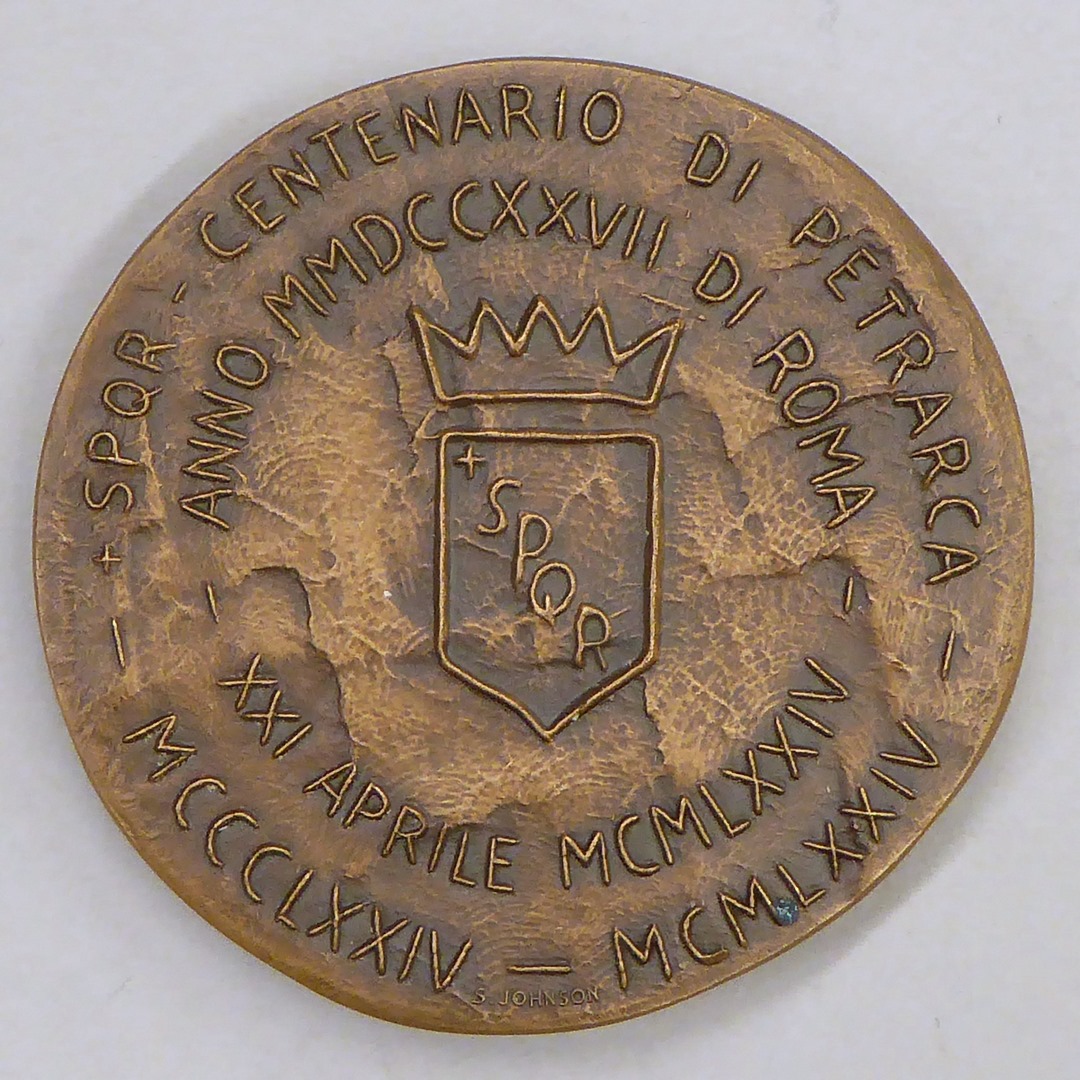 + SPQR - CENTENARIO DI PETRARCA -
MCCCLXXIV — MCMLXXIV —
ANNO MMDCCXXVII DI ROMA -
XXI APRILE MCMLXXIV -
+ SPQR
S. JOHNSON